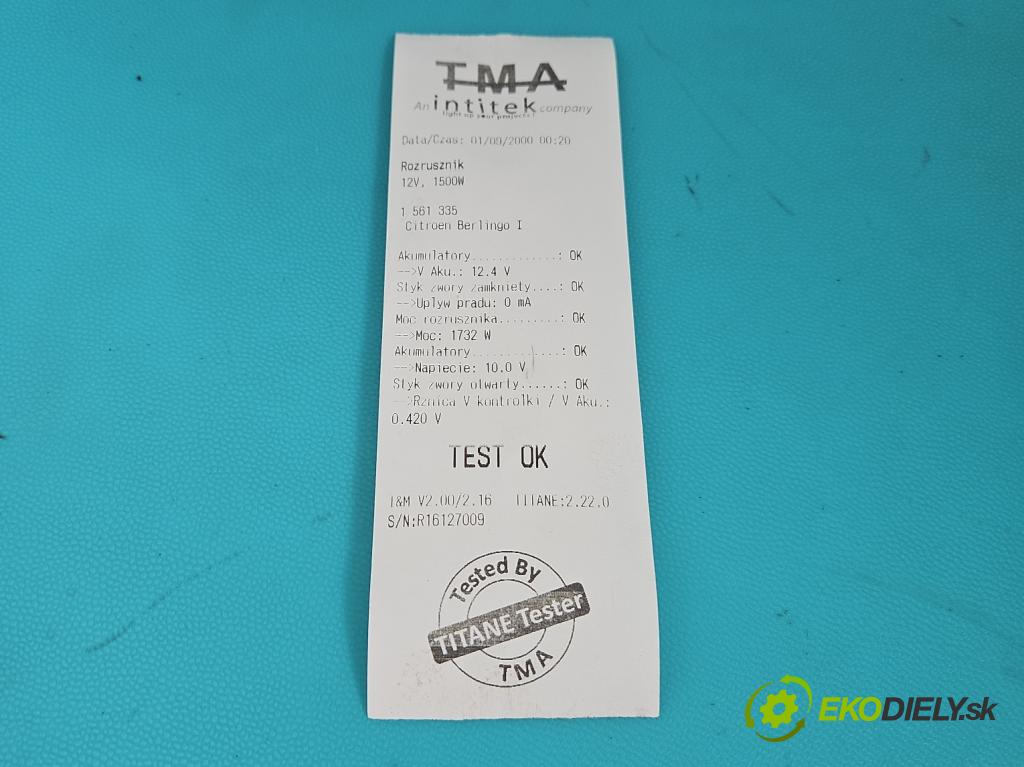 TMA
An intitek company
light up your projects!
Data/Czas: 01/09/2000 00:20
Rozrusznik
12V, 1500W
1 561 335
Citroen Berlingo I
Akumulatory.............: OK
-->V Aku.: 12.4 V
Styk zwory zamkniety....: OK
-->Uplyw pradu: 0 mA
Moc rozrusznika.........: OK
-->Moc: 1732 W
Akumulatory.............: OK
-->Napiecie: 10.0 V
Styk zwory otwarty......: OK
-->Rznica V kontrolki / V Aku.:
0.420 V
TEST OK
I&M V2.00/2.16 TITANE:2.22.0
S/N:R16127009
Tested By
TITANE Tester
TMA
EKODIELY.sk